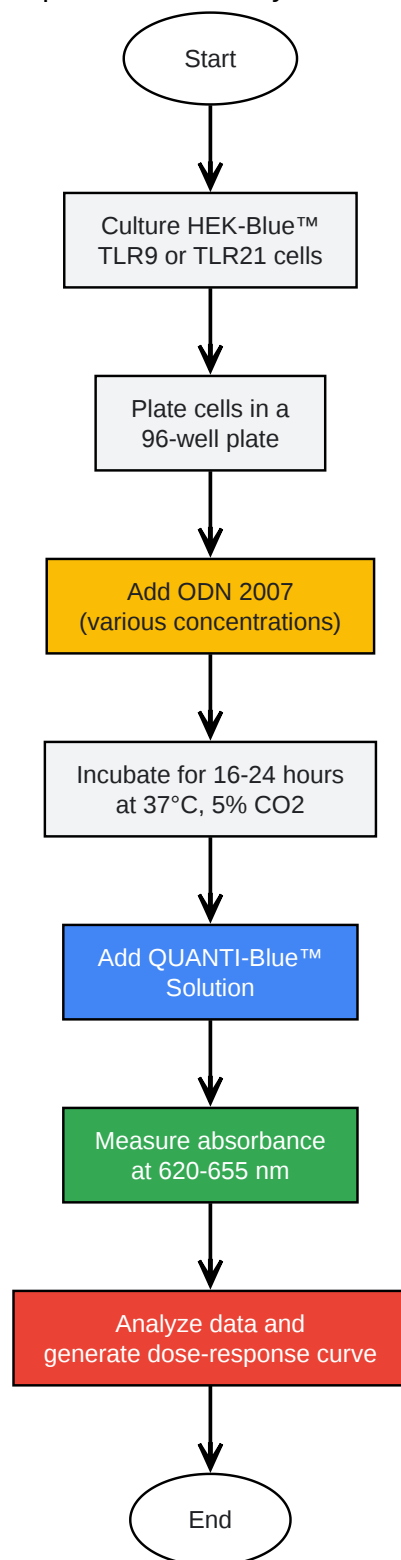 Start
Culture HEK-Blue™
TLR9 or TLR21 cells
Plate cells in a
96-well plate
Add ODN 2007
(various concentrations)
Incubate for 16-24 hours
at 37°C, 5% CO2
Add QUANTI-Blue™
Solution
Measure absorbance
at 620-655 nm
Analyze data and
generate dose-response curve
End